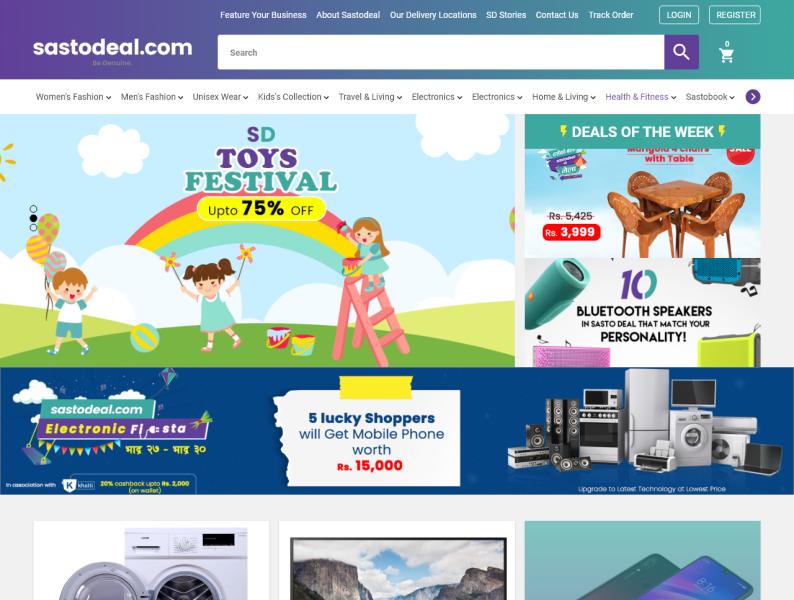 Feature Your Business About Sastodeal Our Delivery Locations SD Stories Contact Us Track Order LOGIN REGISTER
sastodeal.com
Be Genuine.
Search
0
Women's Fashion Men's Fashion Unisex Wear Kids's Collection Travel & Living Electronics Electronics Home & Living Health & Fitness Sastobook
SD
TOYS
FESTIVAL
Upto 75% OFF
DEALS OF THE WEEK
Marigold 4 chairs
with Table
SALE
Rs. 5,425
Rs. 3,999
10
BLUETOOTH SPEAKERS
IN SASTO DEAL THAT MATCH YOUR
PERSONALITY!
sastodeal.com
Electronic Fiesta
भाद्र २७ - भाद्र ३०
In association with khalti 20% cashback upto Rs. 2,000
(on wallet)
5 lucky Shoppers
will Get Mobile Phone
worth
Rs. 15,000
Upgrade to Latest Technology at Lowest Price